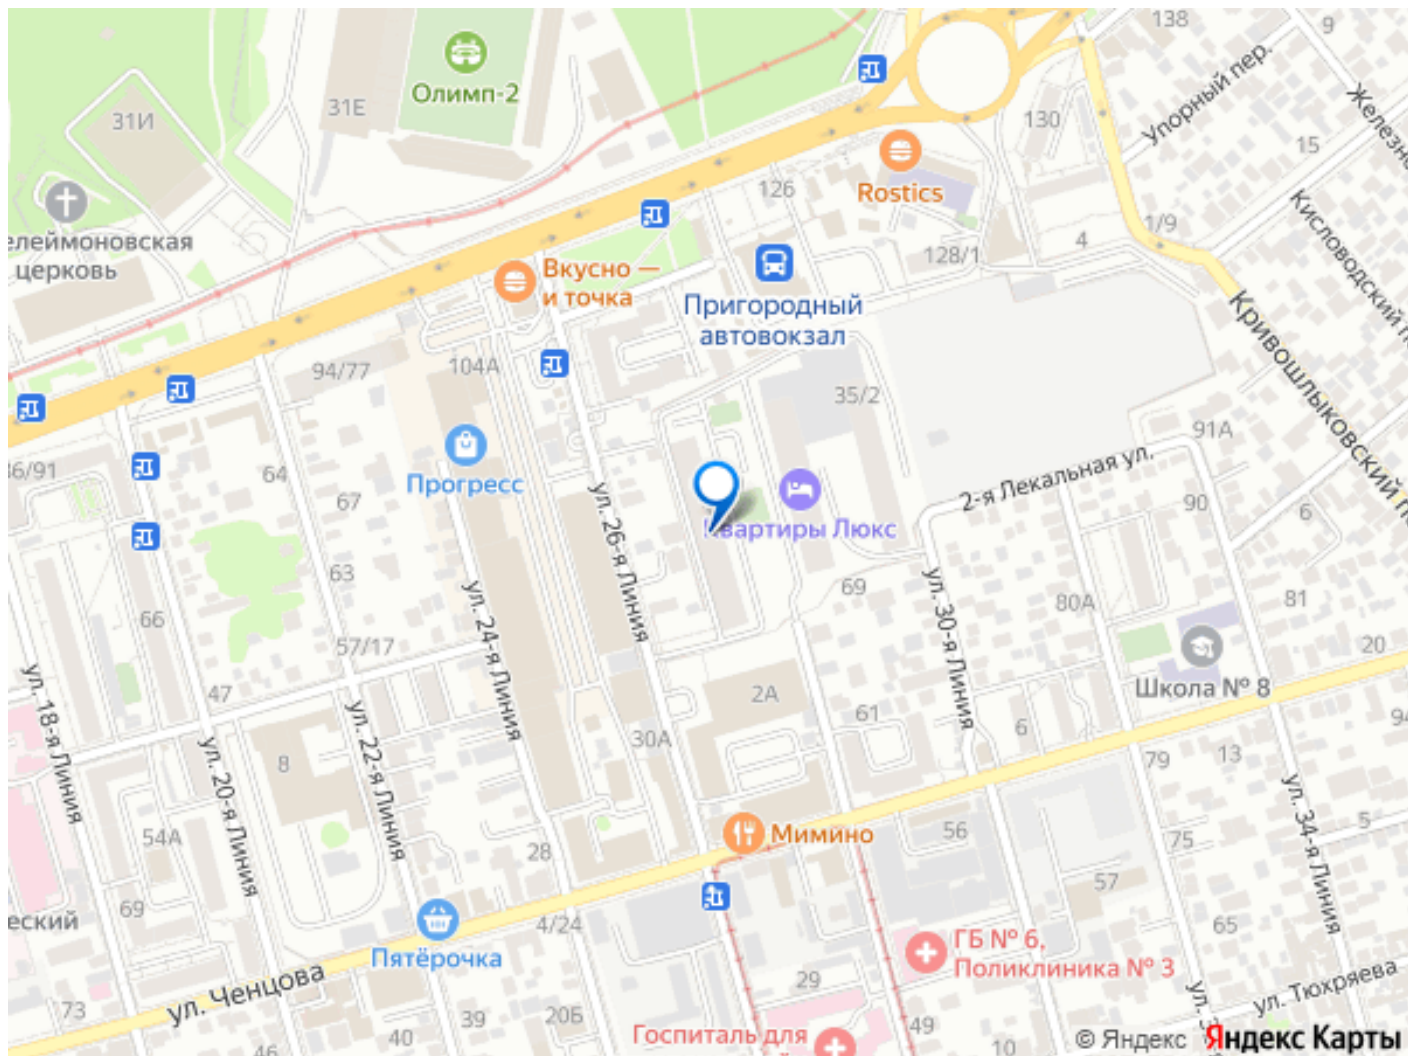 138
9
Олимп-2
31Е
31И
130
Упорный пер.
Железно
15
Rostics
126
Кисловодский п
елеймоновская
церковь
1/9
4
128/1
Вкусно —
и точка
Пригородный
автовокзал
Кривошлыковский п
94/77
104А
35/2
91А
36/91
64
67
Прогресс
2-я Лекальная ул.
90
6
Квартиры Люкс
ул. 26-я Линия
63
69
80А
81
66
57/17
ул. 24-я Линия
ул. 30-я Линия
20
Школа № 8
47
2А
ул. 18-я Линия
ул. 22-я Линия
61
6
94
30А
8
79
13
ул. 20-я Линия
54А
Мимино
56
75
5
ул. 34-я Линия
28
57
69
еский
4/24
65
Пятёрочка
ГБ № 6,
Поликлиника № 3
ул. Ченцова
29
ул. Тюхряева
73
39
20Б
40
46
Госпиталь для
49
10
© Яндекс
Яндекс Карты